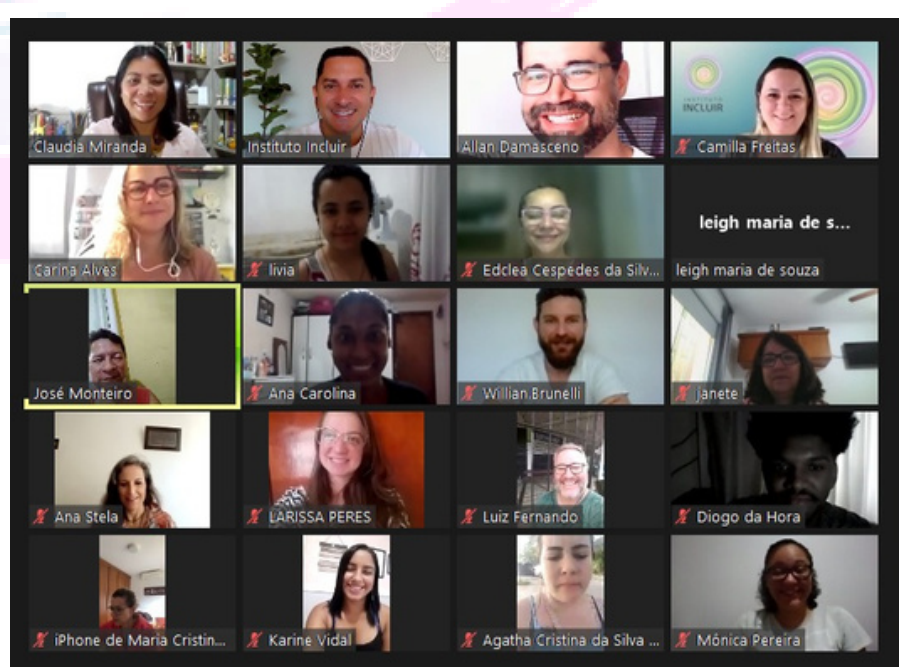 Claudia Miranda
Instituto Incluir
Allan Damasceno
INSTITUTO
INCLUIR
Camilla Freitas
Carina Alves
livia
Edclea Cespedes da Silv...
leigh maria de s...
leigh maria de souza
José Monteiro
Ana Carolina
Willian Brunelli
janete
Ana Stela
LARISSA PERES
Luiz Fernando
Diogo da Hora
iPhone de Maria Cristin...
Karine Vidal
Agatha Cristina da Silva ...
Mônica Pereira